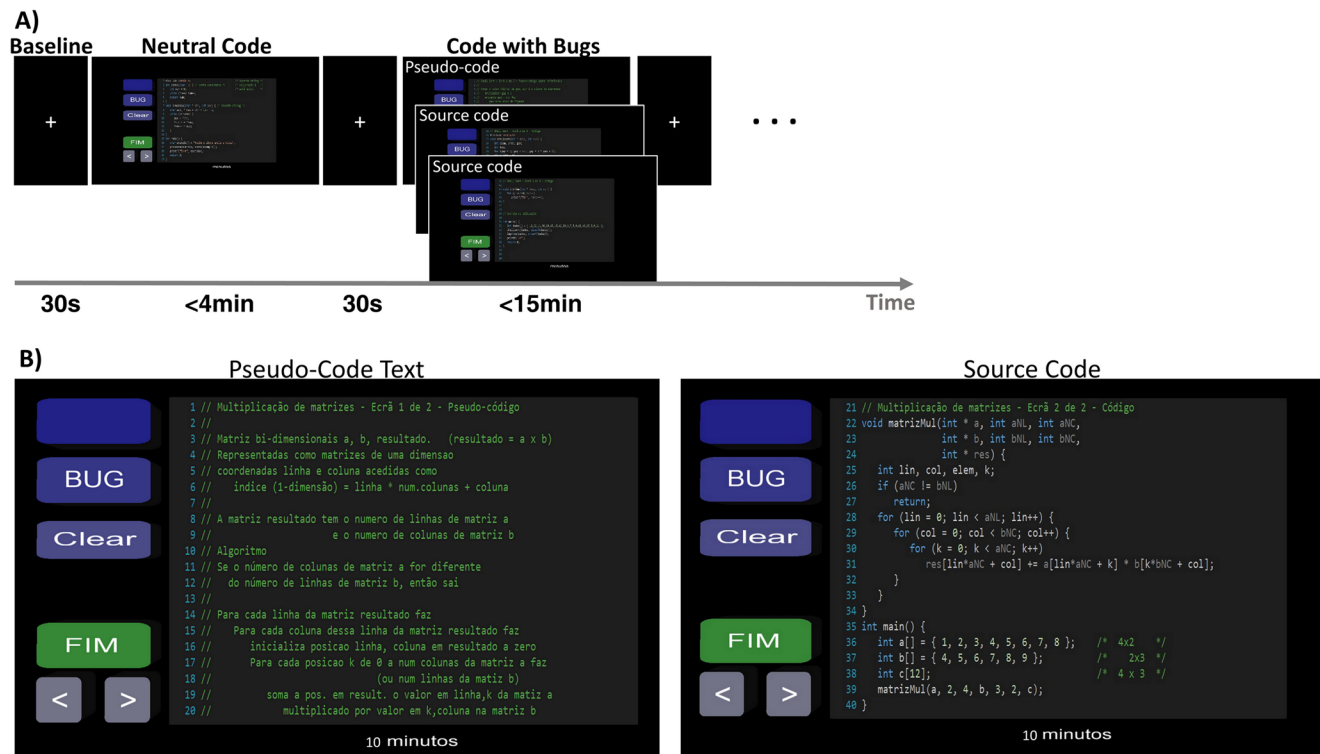 A)
Baseline
Neutral Code
Code with Bugs
+
BUG
Clear
FIM
< >
minutos
+
Pseudo-code
BUG
Clear
Source code
Source code
BUG
Clear
FIM
< >
minutos
+
...
30s
<4min
30s
<15min
Time
B)
Pseudo-Code Text
BUG
Clear
FIM
< >
1 // Multiplicação de matrizes - Ecrã 1 de 2 - Pseudo-código
2 //
3 // Matriz bi-dimensionais a, b, resultado. (resultado = a x b)
4 // Representadas como matrizes de uma dimensao
5 // coordenadas linha e coluna acedidas como
6 // indice (1-dimensão) = linha * num.colunas + coluna
7 //
8 // A matriz resultado tem o numero de linhas de matriz a
9 // e o numero de colunas de matriz b
10 // Algoritmo
11 // Se o número de colunas de matriz a for diferente
12 // do número de linhas de matriz b, então sai
13 //
14 // Para cada linha da matriz resultado faz
15 // Para cada coluna dessa linha da matriz resultado faz
16 // inicializa posicao linha, coluna em resultado a zero
17 // Para cada posicao k de 0 a num colunas da matriz a faz
18 // (ou num linhas da matiz b)
19 // soma a pos. em result. o valor em linha,k da matiz a
20 // multiplicado por valor em k,coluna na matriz b
10 minutos
Source Code
BUG
Clear
FIM
< >
21 // Multiplicação de matrizes - Ecrã 2 de 2 - Código
22 void matrizMul(int * a, int aNL, int aNC,
23 int * b, int bNL, int bNC,
24 int * res) {
25 int lin, col, elem, k;
26 if (aNC != bNL)
27 return;
28 for (lin = 0; lin < aNL; lin++) {
29 for (col = 0; col < bNC; col++) {
30 for (k = 0; k < aNC; k++)
31 res[lin*aNC + col] += a[lin*aNC + k] * b[k*bNC + col];
32 }
33 }
34 }
35 int main() {
36 int a[] = { 1, 2, 3, 4, 5, 6, 7, 8 }; /* 4x2 */
37 int b[] = { 4, 5, 6, 7, 8, 9 }; /* 2x3 */
38 int c[12]; /* 4 x 3 */
39 matrizMul(a, 2, 4, b, 3, 2, c);
40 }
10 minutos